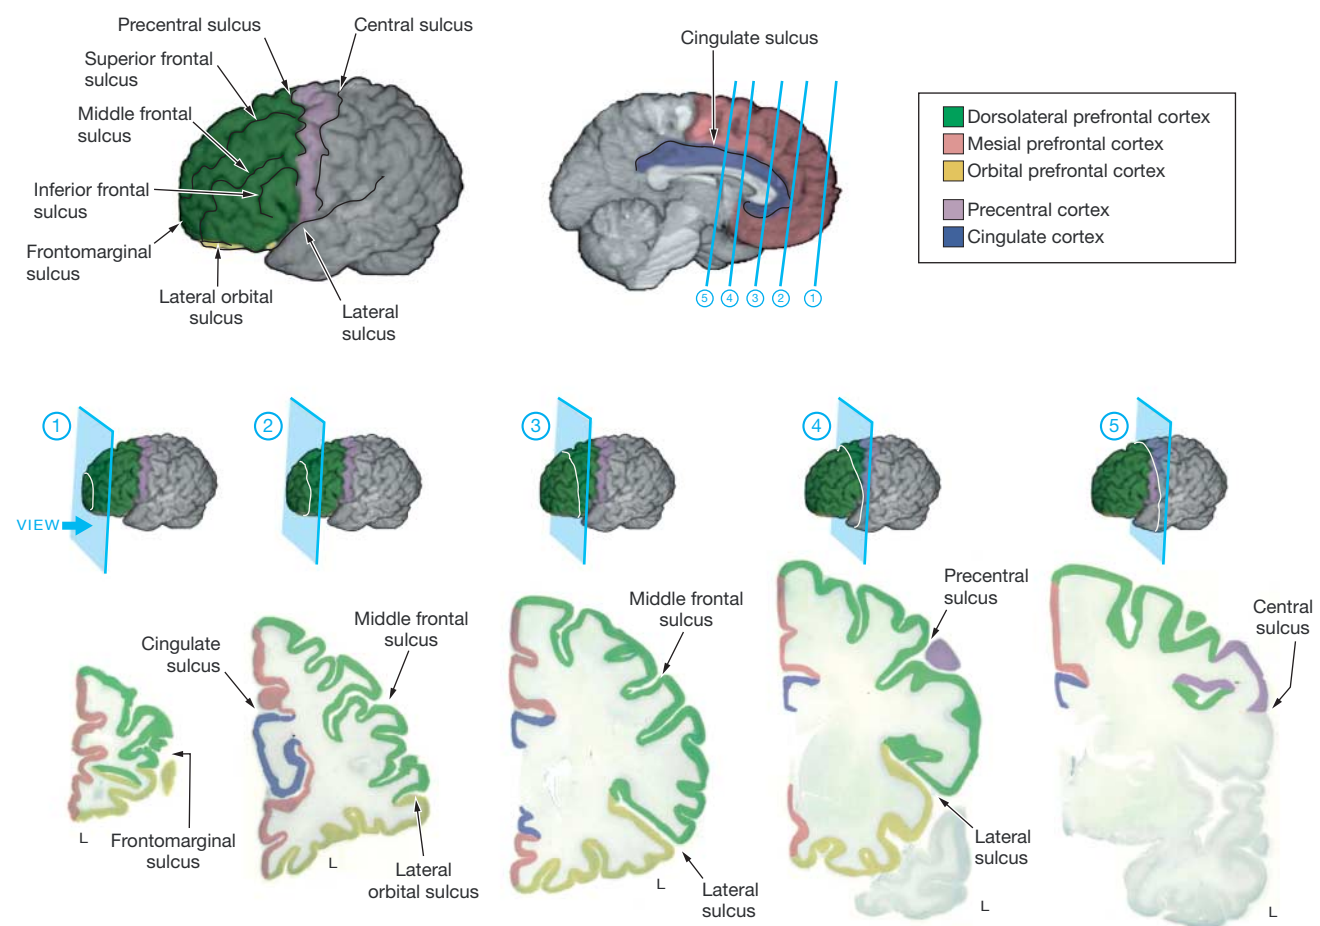 Precentral sulcus
Central sulcus
Superior frontal
sulcus
Middle frontal
sulcus
Inferior frontal
sulcus
Frontomarginal
sulcus
Lateral orbital
sulcus
Lateral
sulcus
Cingulate sulcus
5
4
3
2
1
Dorsolateral prefrontal cortex
Mesial prefrontal cortex
Orbital prefrontal cortex
Precentral cortex
Cingulate cortex
1
VIEW
2
3
4
5
L
Frontomarginal
sulcus
Cingulate
sulcus
Middle frontal
sulcus
L
Lateral
orbital sulcus
Middle frontal
sulcus
L
Lateral
sulcus
Precentral
sulcus
Lateral
sulcus
L
Central
sulcus
L